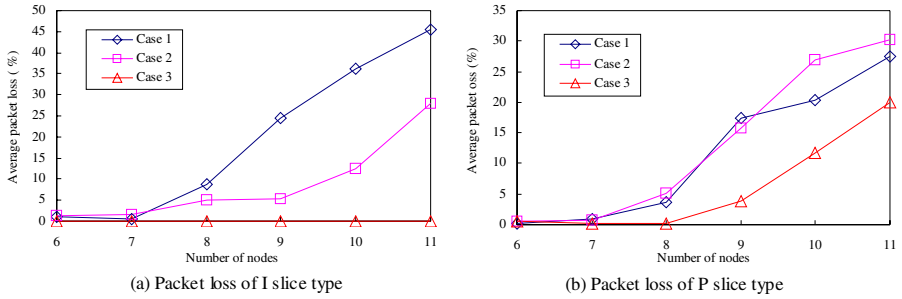 50
45
40
35
30
25
20
15
10
5
0
Average packet loss ( %)
Case 1
Case 2
Case 3
6 7 8 9 10 11
Number of nodes
(a) Packet loss of I slice type
35
30
25
20
15
10
5
0
Average packet oss (%)
Case 1
Case 2
Case 3
6 7 8 9 10 11
Number of nodes
(b) Packet loss of P slice type